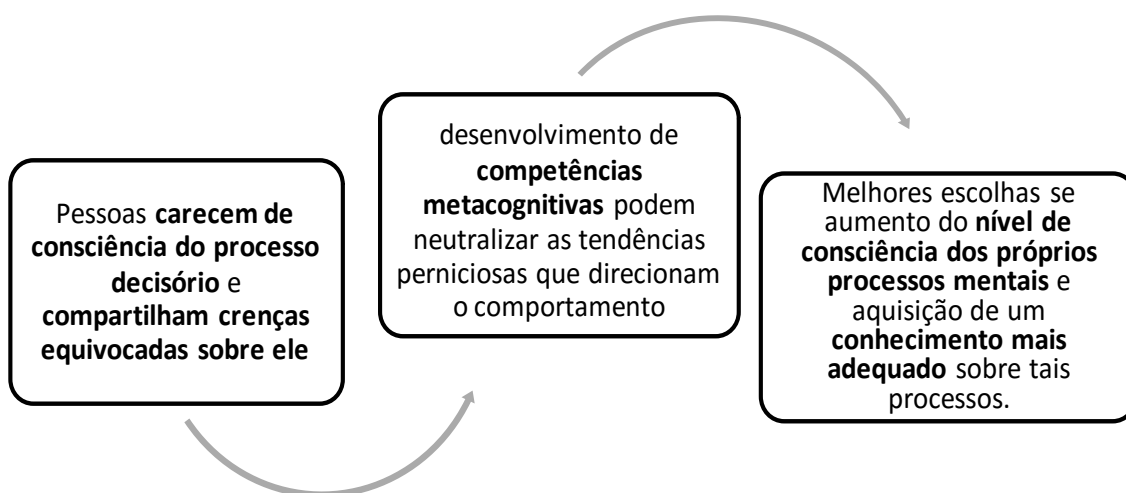 Pessoas carecem de
consciência do processo
decisório e
compartilham crenças
equivocadas sobre ele
desenvolvimento de
competências
metacognitivas podem
neutralizar as tendências
perniciosas que direcionam
o comportamento
Melhores escolhas se
aumento do nível de
consciência dos próprios
processos mentais e
aquisição de um
conhecimento mais
adequado sobre tais
processos.